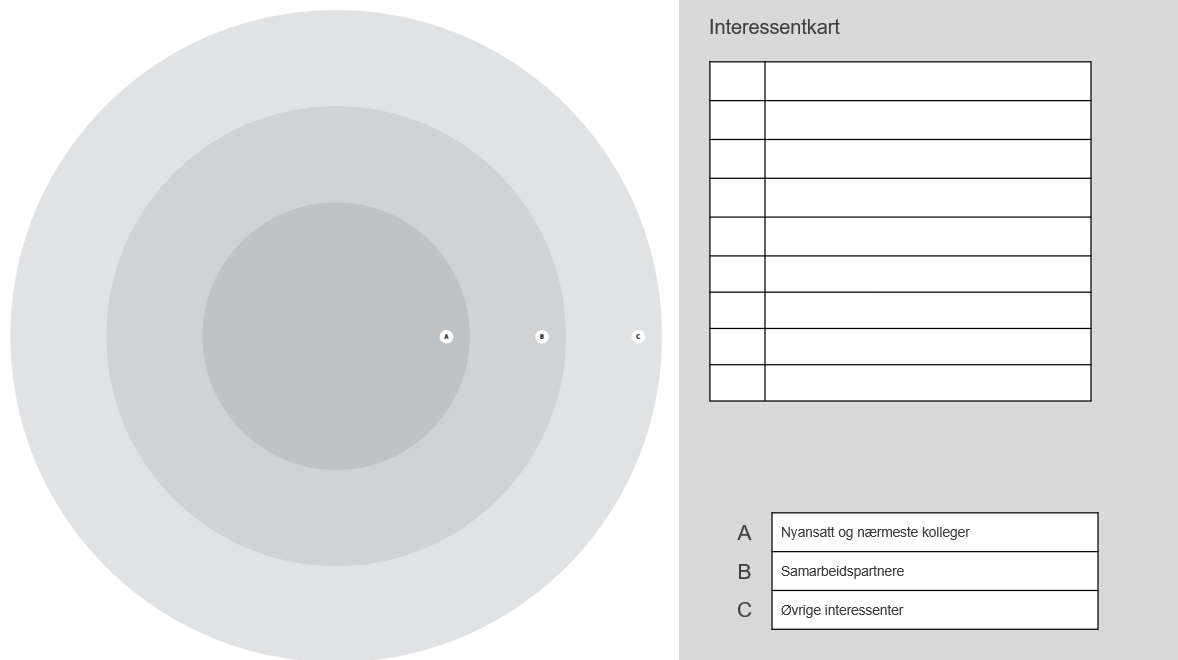 Interessentkart
A
B
C
A Nyansatt og nærmeste kolleger
B Samarbeidspartnere
C Øvrige interessenter